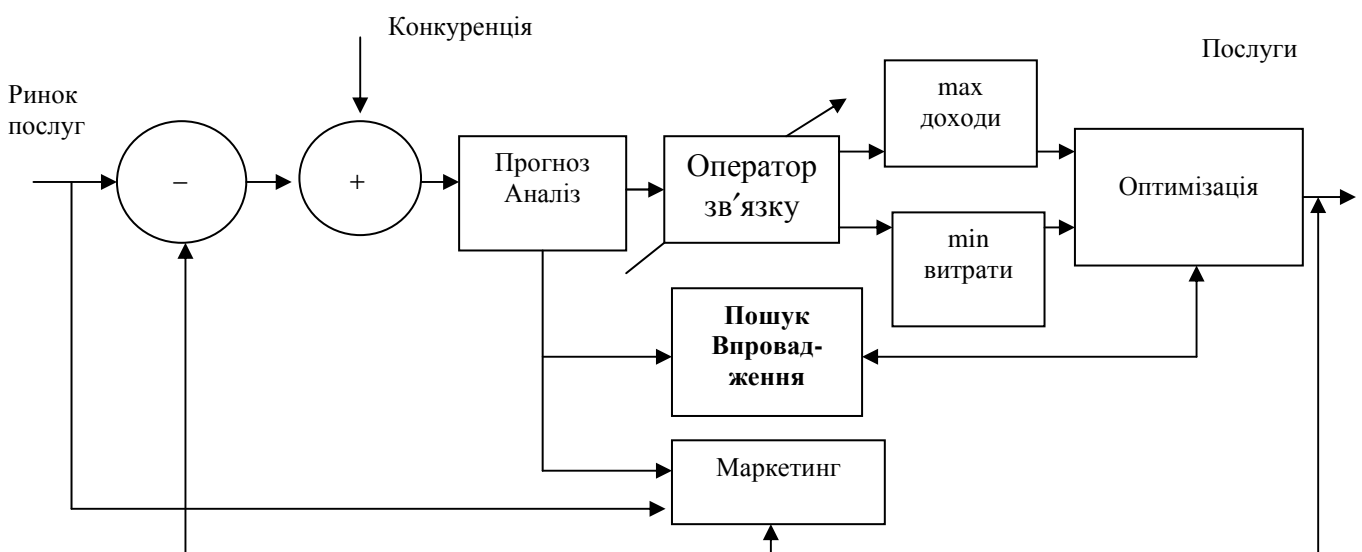 Конкуренція
Послуги
Ринок
послуг
max
доходи
–
+
Прогноз
Аналіз
Оператор
зв′язку
Оптимізація
min
витрати
Пошук
Впровад-
ження
Маркетинг